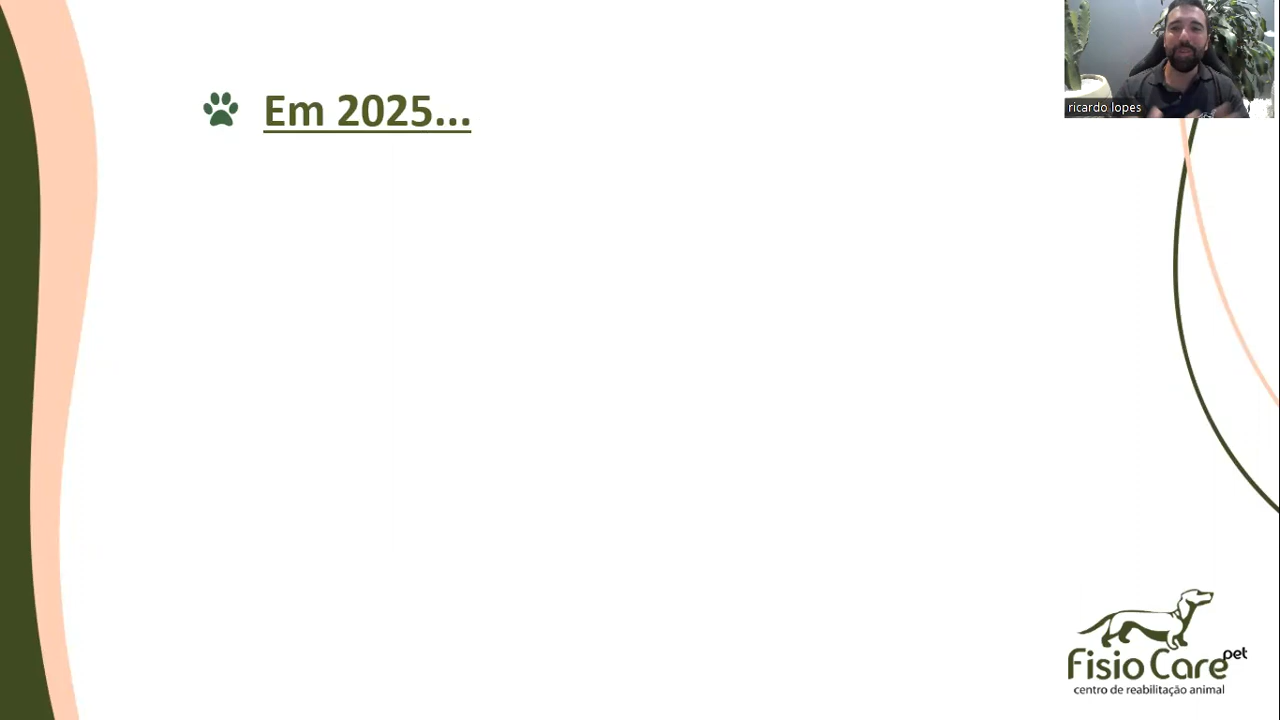 Em 2025...
ricardo lopes
Fisio Care pet
centro de reabilitação animal